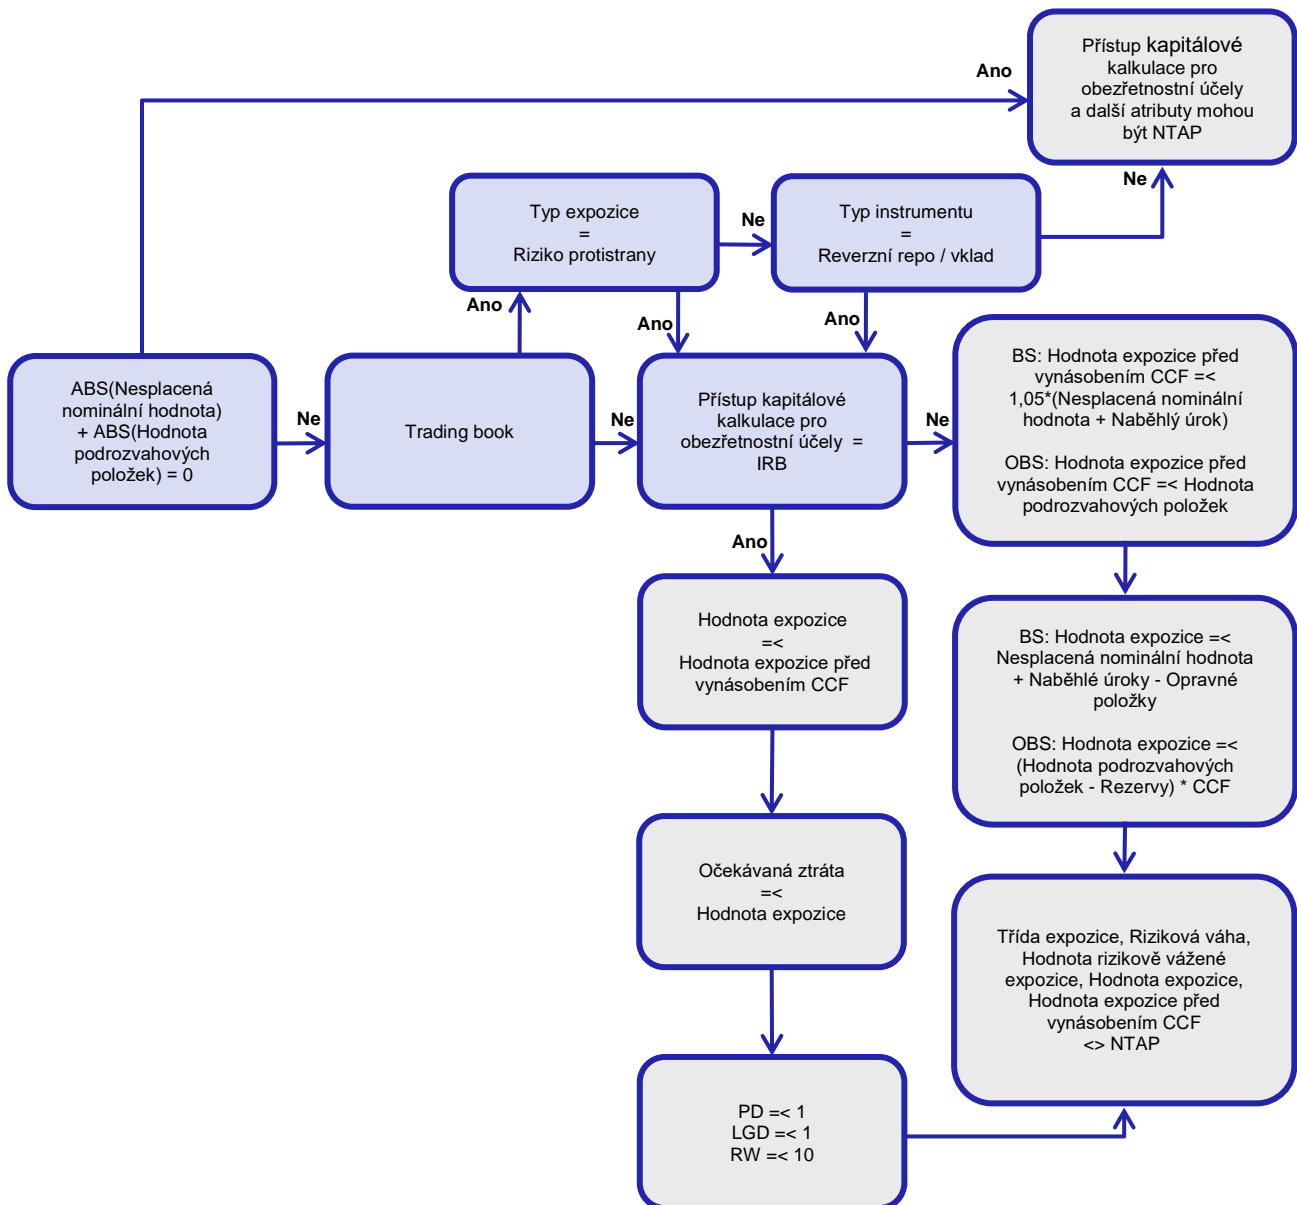 Přístup kapitálové
kalkulace pro
obezřetnostní účely
a další atributy mohou
být NTAP
Ano
Ne
Typ expozice
=
Riziko protistrany
Ne
Typ instrumentu
=
Reverzní repo / vklad
Ano
Ano
Ano
ABS(Nesplacená
nominální hodnota)
+ ABS(Hodnota
podrozvahových
položek) = 0
Ne
Trading book
Ne
Přístup kapitálové
kalkulace pro
obezřetnostní účely =
IRB
Ne
BS: Hodnota expozice před
vynásobením CCF =<
1,05*(Nesplacená nominální
hodnota + Naběhlý úrok)
OBS: Hodnota expozice před
vynásobením CCF =< Hodnota
podrozvahových položek
Ano
Hodnota expozice
=<
Hodnota expozice před
vynásobením CCF
BS: Hodnota expozice =<
Nesplacená nominální hodnota
+ Naběhlé úroky - Opravné
položky
OBS: Hodnota expozice =<
(Hodnota podrozvahových
položek - Rezervy) * CCF
Očekávaná ztráta
=<
Hodnota expozice
Třída expozice, Riziková váha,
Hodnota rizikově vážené
expozice, Hodnota expozice,
Hodnota expozice před
vynásobením CCF
<> NTAP
PD =< 1
LGD =< 1
RW =< 10